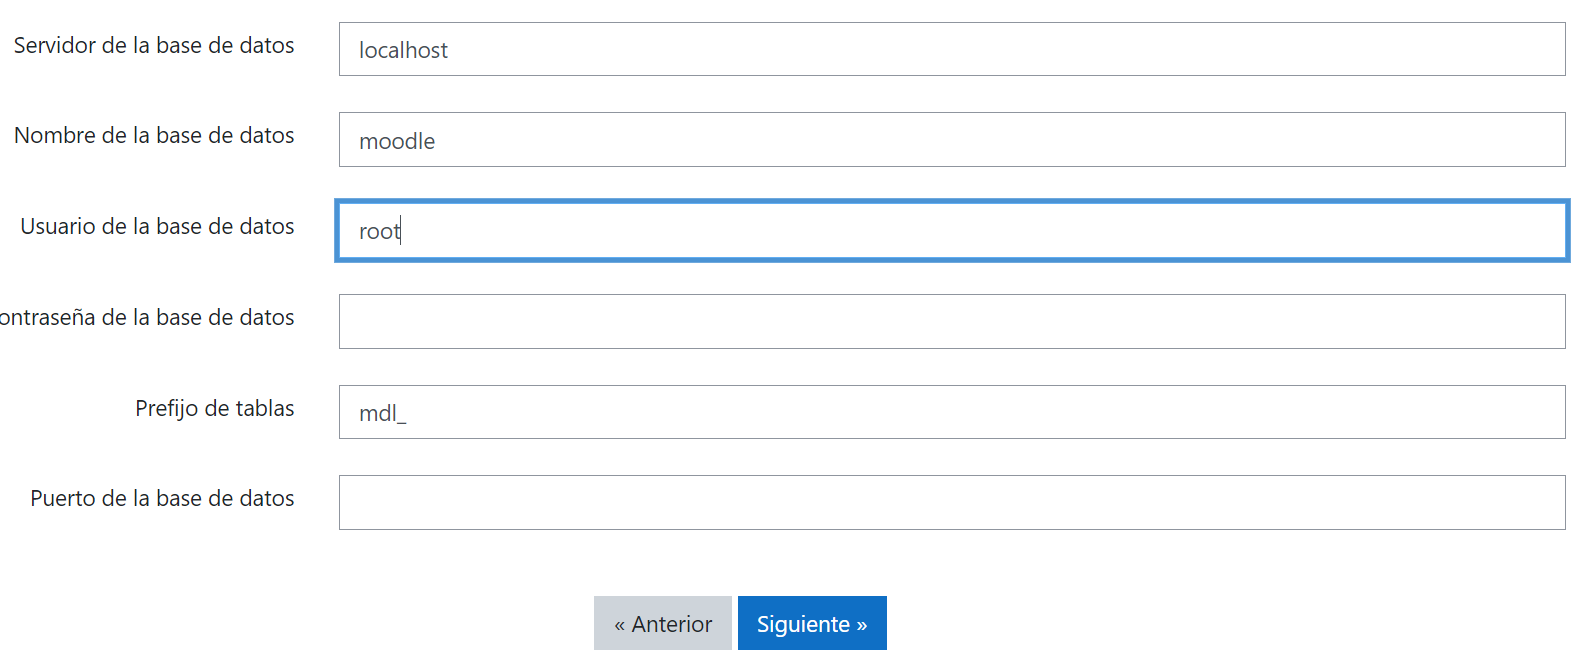 Servidor de la base de datos localhost
Nombre de la base de datos moodle
Usuario de la base de datos root
ontraseña de la base de datos
Prefijo de tablas mdl_
Puerto de la base de datos
« Anterior Siguiente »